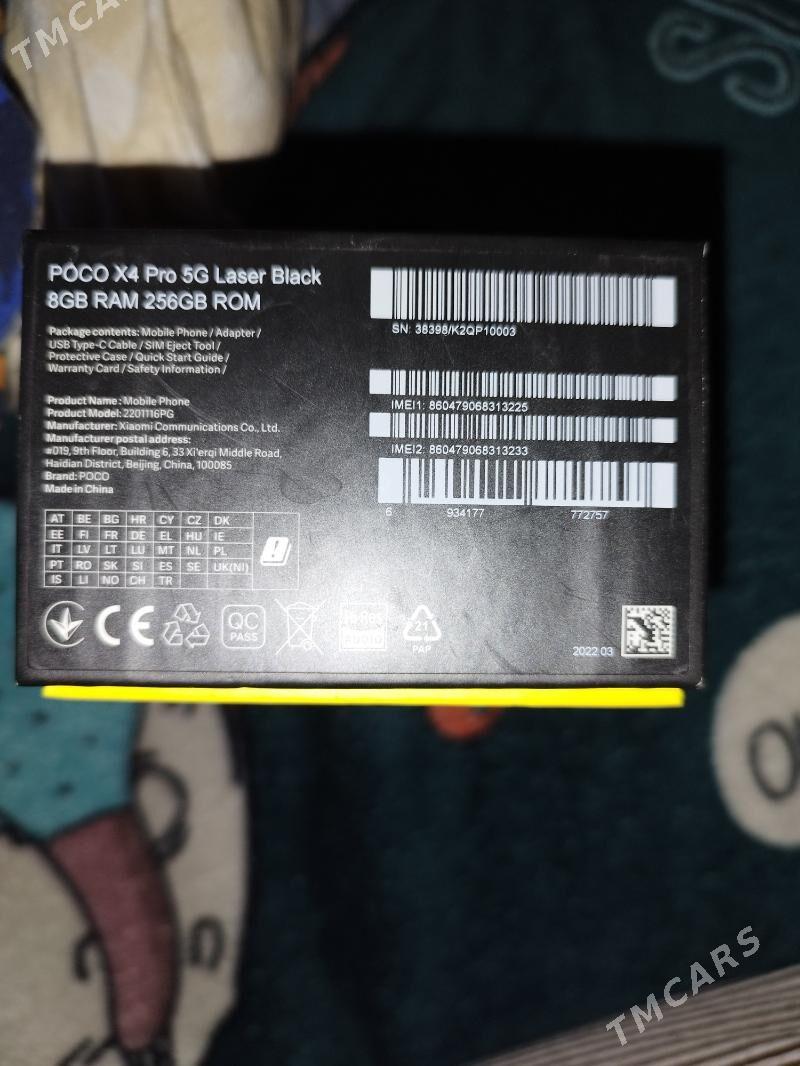 TMCARS
POCO X4 Pro 5G Laser Black
8GB RAM 256GB ROM
Package contents: Mobile Phone / Adapter /
USB Type-C Cable / SIM Eject Tool /
Protective Case / Quick Start Guide /
Warranty Card / Safety Information /
Product Name: Mobile Phone
Product Model: 2201116PG
Manufacturer: Xiaomi Communications Co., Ltd.
Manufacturer postal address:
#019, 9th Floor, Building 6, 33 Xi'erqi Middle Road,
Haidian District, Beijing, China, 100085
Brand: POCO
Made in China
SN: 38398/K2QP10003
IMEI1: 860479068313225
IMEI2: 860479068313233
6 934177 772757
AT BE BG HR CY CZ DK
EE FI FR DE EL HU IE
IT LV LT LU MT NL PL
PT RO SK SI ES SE UK(NI)
IS LI NO CH TR
CE
QC
PASS
Hi-Res
AUDIO
21
PAP
2022.03
TMCARS